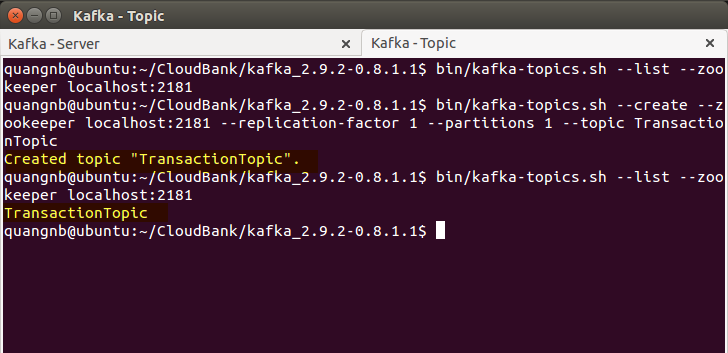 Kafka - Topic
Kafka - Server
Kafka - Topic
quangnb@ubuntu:~/CloudBank/kafka_2.9.2-0.8.1.1$ bin/kafka-topics.sh --list --zoo
keeper localhost:2181
quangnb@ubuntu:~/CloudBank/kafka_2.9.2-0.8.1.1$ bin/kafka-topics.sh --create --z
ookeeper localhost:2181 --replication-factor 1 --partitions 1 --topic Transactio
nTopic
Created topic "TransactionTopic".
quangnb@ubuntu:~/CloudBank/kafka_2.9.2-0.8.1.1$ bin/kafka-topics.sh --list --zoo
keeper localhost:2181
TransactionTopic
quangnb@ubuntu:~/CloudBank/kafka_2.9.2-0.8.1.1$